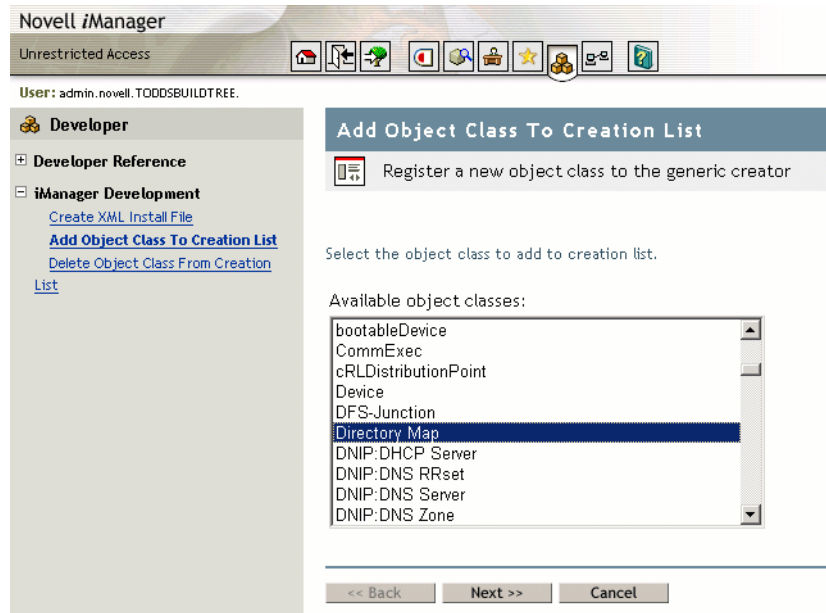 Novell iManager
Unrestricted Access
User: admin.novell.TODDSBUILDTREE.
Developer
Developer Reference
iManager Development
Create XML Install File
Add Object Class To Creation List
Delete Object Class From Creation
List
Add Object Class To Creation List
Register a new object class to the generic creator
Select the object class to add to creation list.
Available object classes:
bootableDevice
CommExec
cRLDistributionPoint
Device
DFS-Junction
Directory Map
DNIP:DHCP Server
DNIP:DNS RRset
DNIP:DNS Server
DNIP:DNS Zone
<< Back
Next >>
Cancel